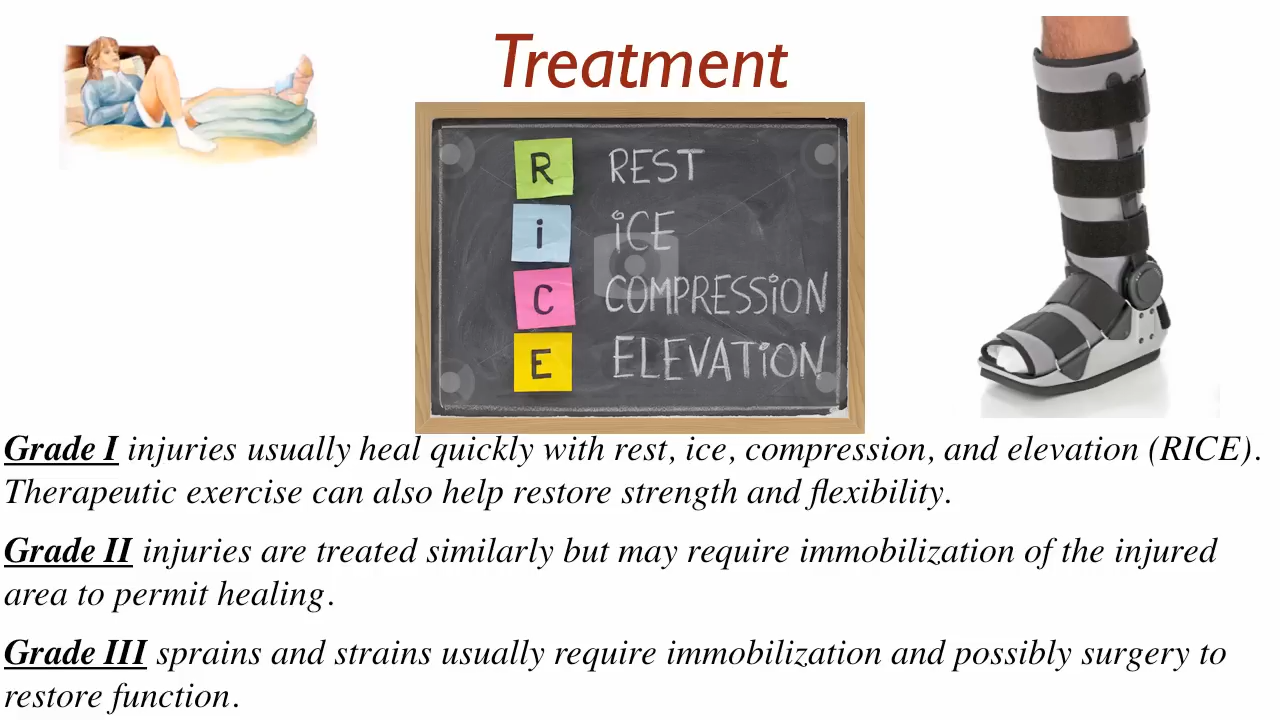 Treatment
R REST
i iCE
C COMPRESSiON
E ELEVATiON
Grade I injuries usually heal quickly with rest, ice, compression, and elevation (RICE).
Therapeutic exercise can also help restore strength and flexibility.
Grade II injuries are treated similarly but may require immobilization of the injured
area to permit healing.
Grade III sprains and strains usually require immobilization and possibly surgery to
restore function.